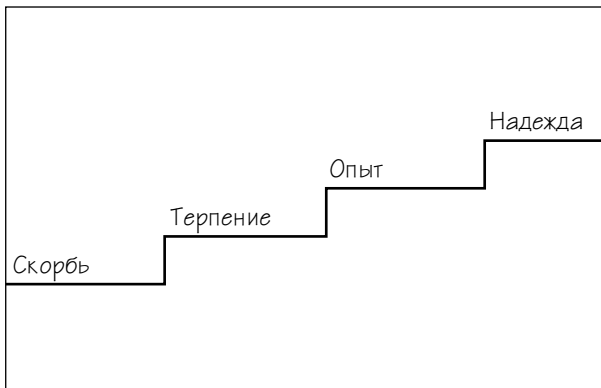 Надежда
Опыт
Терпение
Скорбь